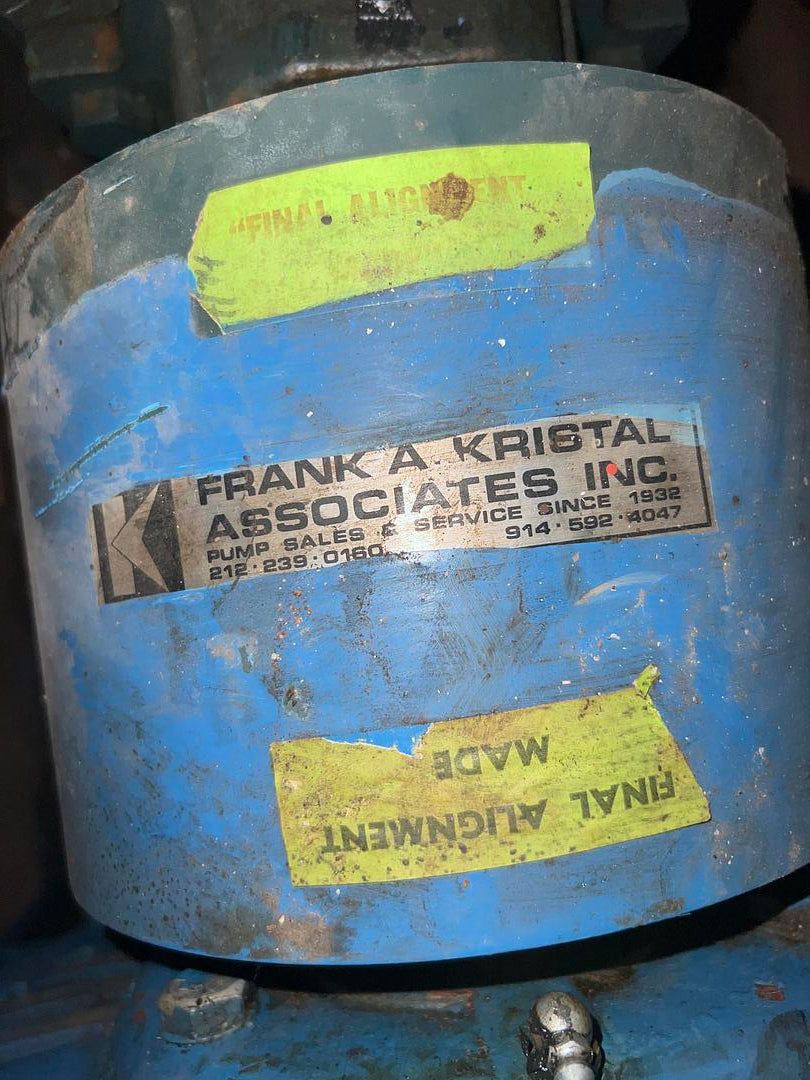 "FINAL ALIGNMENT
FRANK A. KRISTAL
ASSOCIATES INC.
PUMP SALES & SERVICE SINCE 1932
212·239·0160 914·592·4047
FINAL ALIGNMENT
MADE